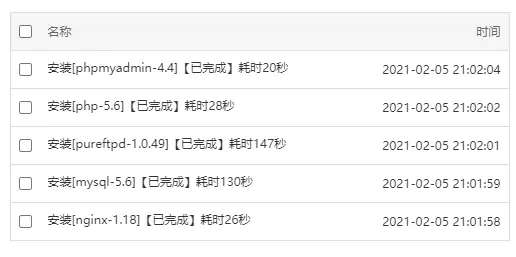 名称 时间
安装[phpmyadmin-4.4]【已完成】耗时20秒 2021-02-05 21:02:04
安装[php-5.6]【已完成】耗时28秒 2021-02-05 21:02:02
安装[pureftpd-1.0.49]【已完成】耗时147秒 2021-02-05 21:02:01
安装[mysql-5.6]【已完成】耗时130秒 2021-02-05 21:01:59
安装[nginx-1.18]【已完成】耗时26秒 2021-02-05 21:01:58